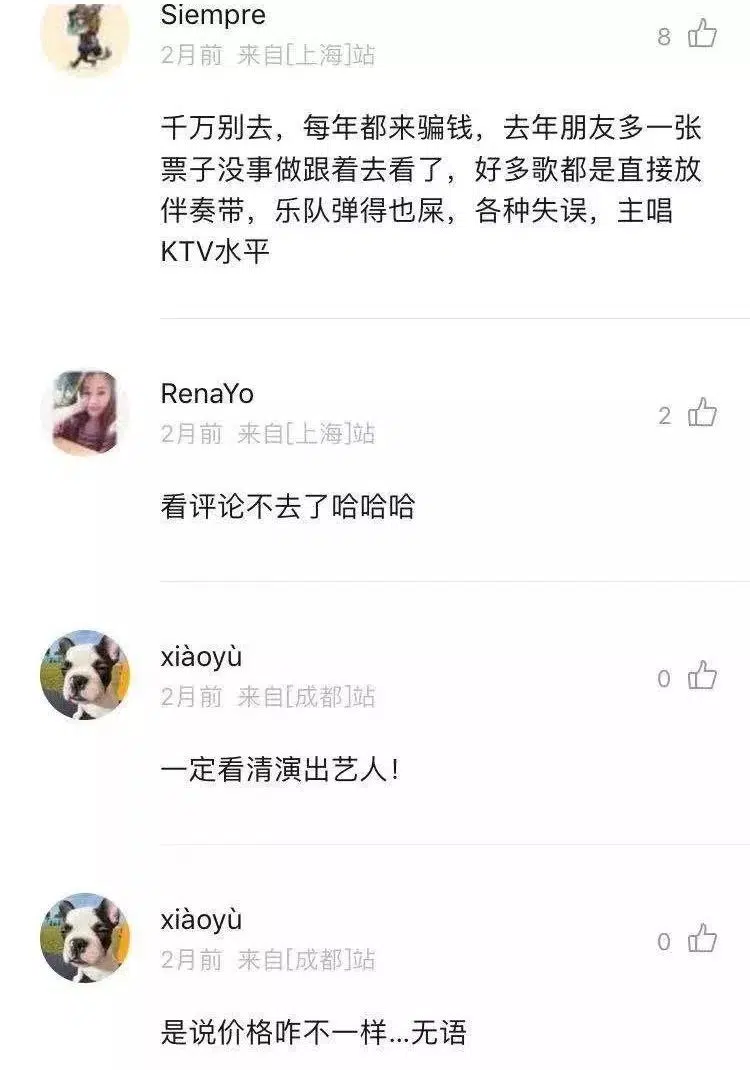 Siempre
2月前 来自[上海]站
8
千万别去，每年都来骗钱，去年朋友多一张
票子没事做跟着去看了，好多歌都是直接放
伴奏带，乐队弹得也屎，各种失误，主唱
KTV水平
RenaYo
2月前 来自[上海]站
2
看评论不去了哈哈哈
xiàoyù
2月前 来自[成都]站
0
一定看清演出艺人！
xiàoyù
2月前 来自[成都]站
0
是说价格咋不一样...无语